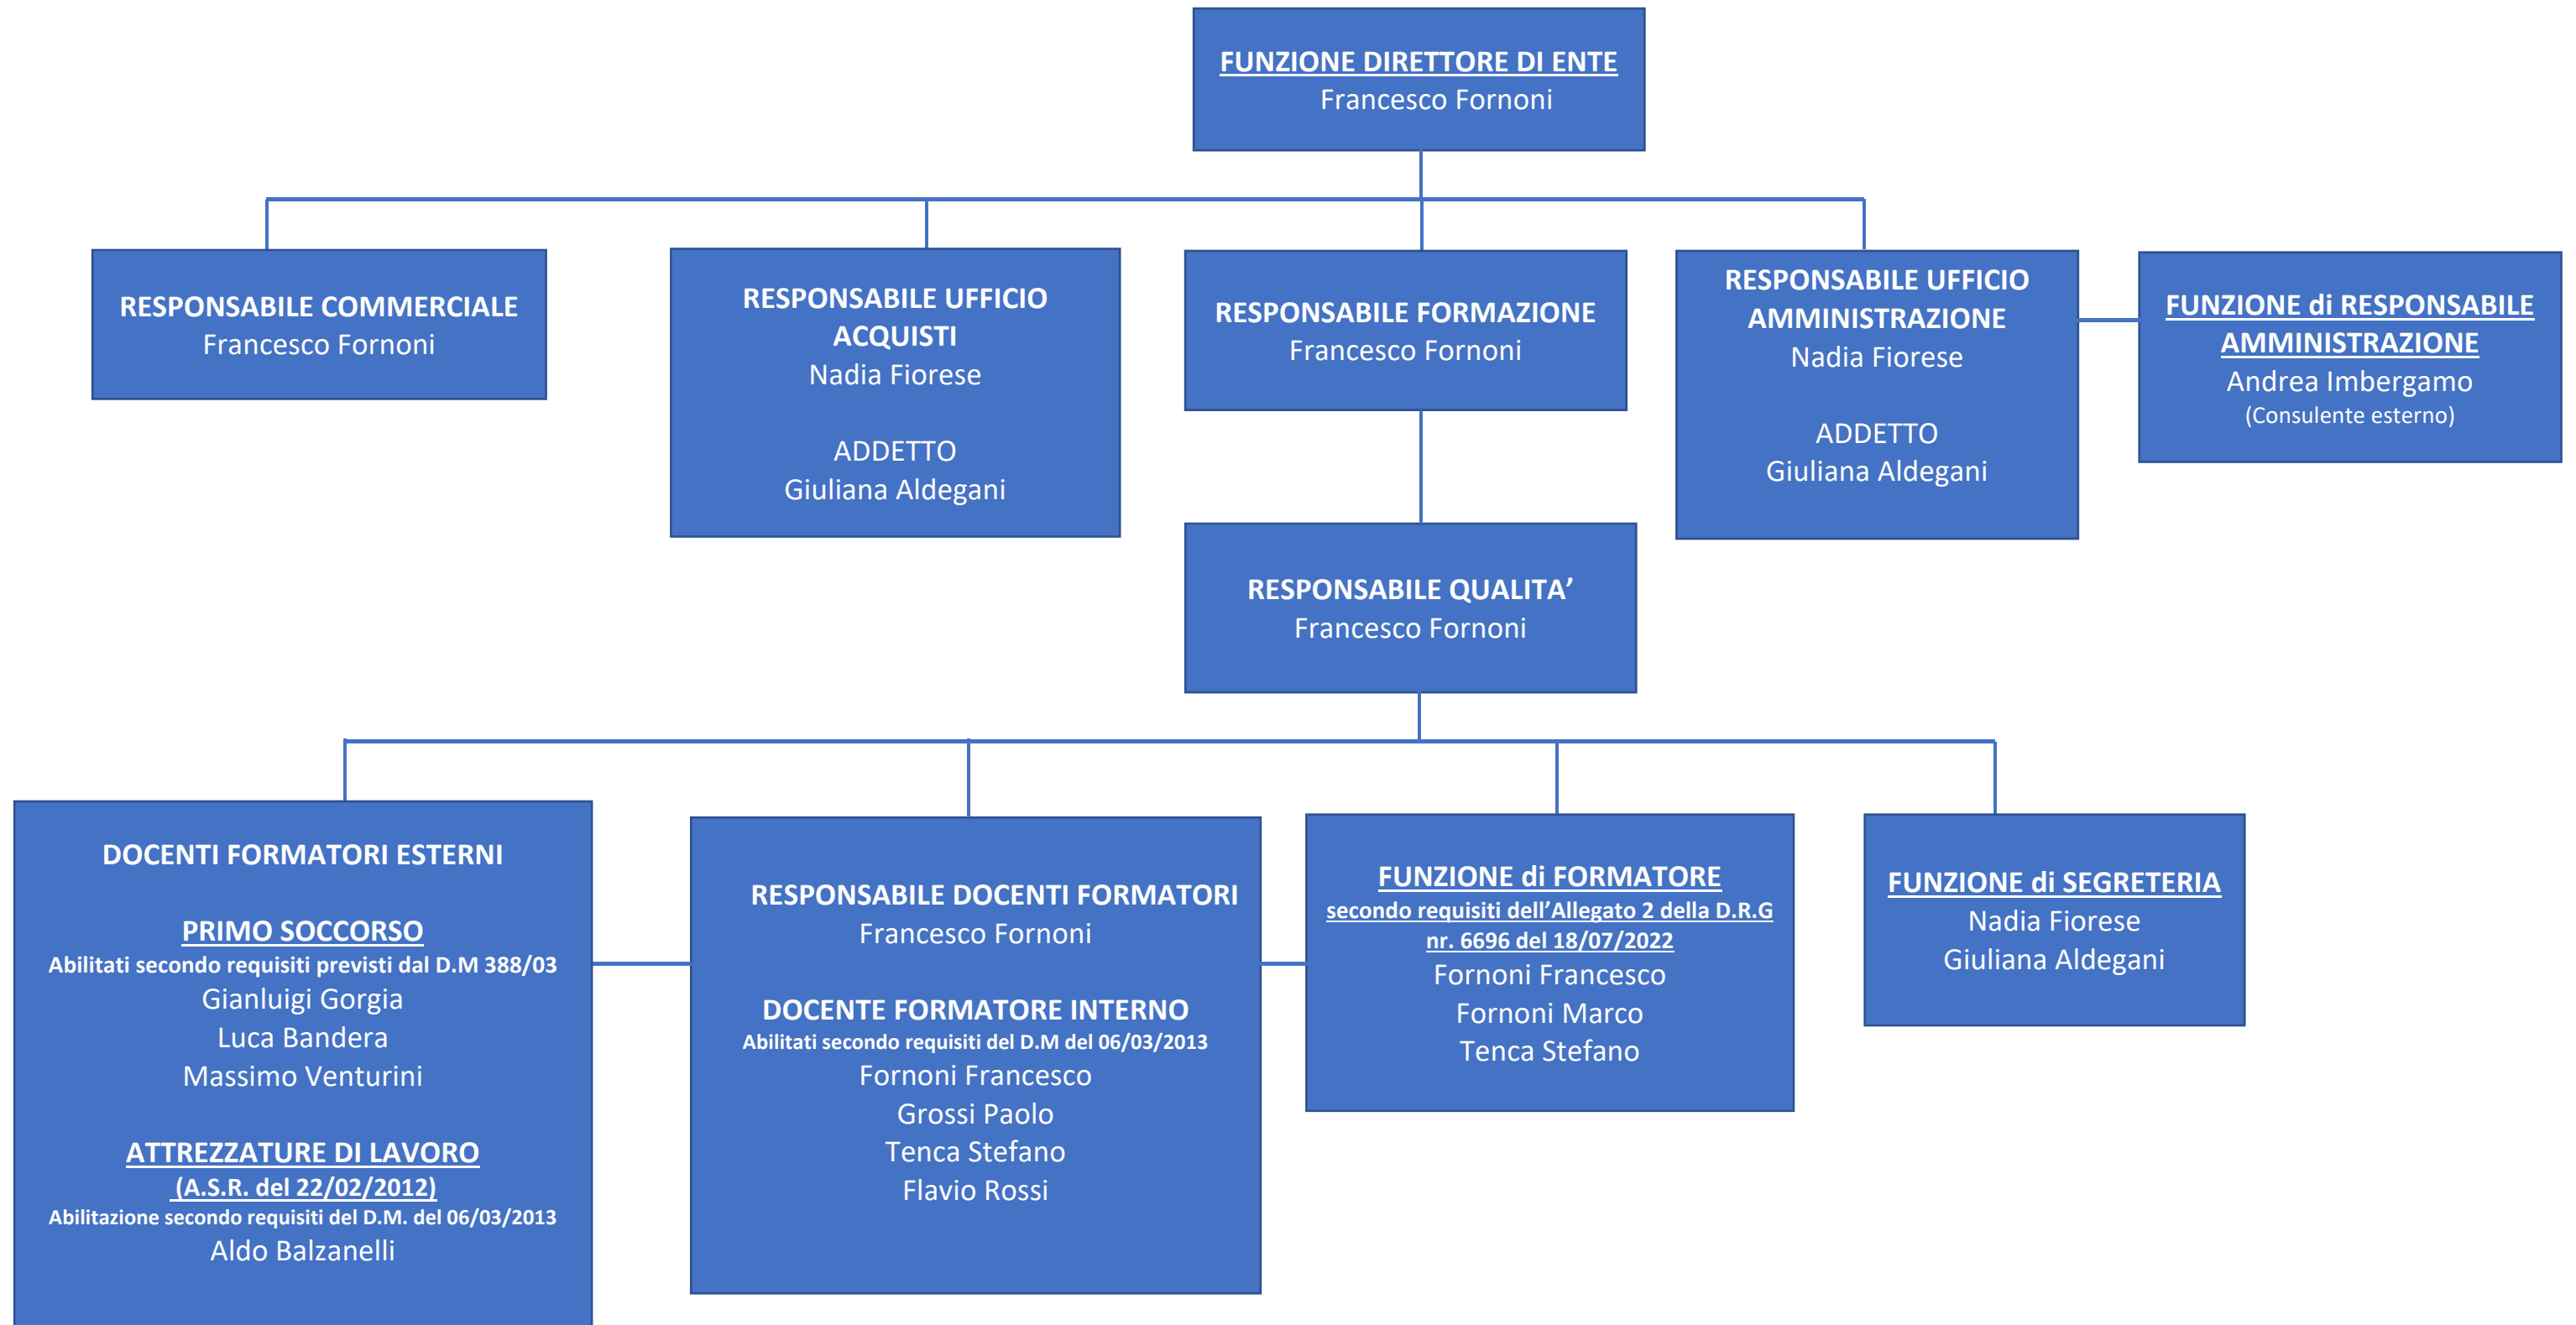 FUNZIONE DIRETTORE DI ENTE
Francesco Fornoni
RESPONSABILE COMMERCIALE
Francesco Fornoni
RESPONSABILE UFFICIO
ACQUISTI
Nadia Fiorese
ADDETTO
Giuliana Aldegani
RESPONSABILE FORMAZIONE
Francesco Fornoni
RESPONSABILE UFFICIO
AMMINISTRAZIONE
Nadia Fiorese
ADDETTO
Giuliana Aldegani
FUNZIONE di RESPONSABILE
AMMINISTRAZIONE
Andrea Imbergamo
(Consulente esterno)
RESPONSABILE QUALITA’
Francesco Fornoni
DOCENTI FORMATORI ESTERNI
PRIMO SOCCORSO
Abilitati secondo requisiti previsti dal D.M 388/03
Gianluigi Gorgia
Luca Bandera
Massimo Venturini
ATTREZZATURE DI LAVORO
(A.S.R. del 22/02/2012)
Abilitazione secondo requisiti del D.M. del 06/03/2013
Aldo Balzanelli
RESPONSABILE DOCENTI FORMATORI
Francesco Fornoni
DOCENTE FORMATORE INTERNO
Abilitati secondo requisiti del D.M del 06/03/2013
Fornoni Francesco
Grossi Paolo
Tenca Stefano
Flavio Rossi
FUNZIONE di FORMATORE
secondo requisiti dell’Allegato 2 della D.R.G
nr. 6696 del 18/07/2022
Fornoni Francesco
Fornoni Marco
Tenca Stefano
FUNZIONE di SEGRETERIA
Nadia Fiorese
Giuliana Aldegani